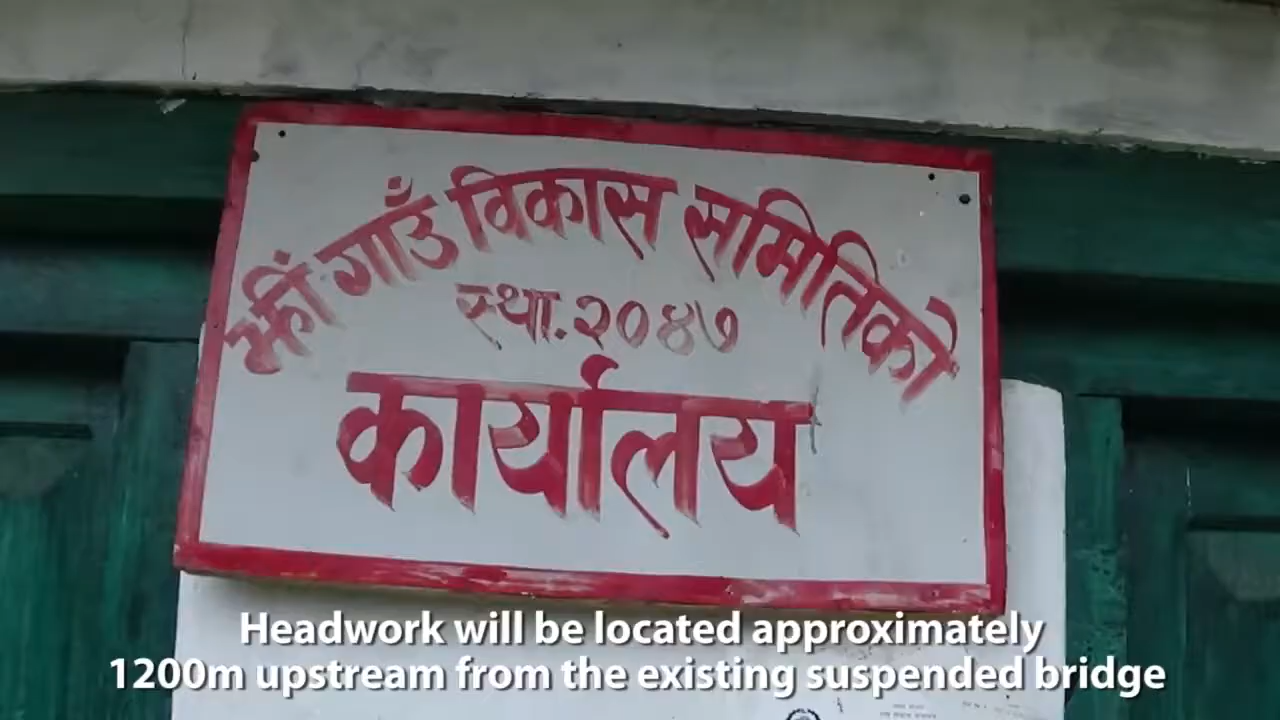 झीं गाउँ विकास समितिको
स्था. २०४७
कार्यालय
Headwork will be located approximately
1200m upstream from the existing suspended bridge